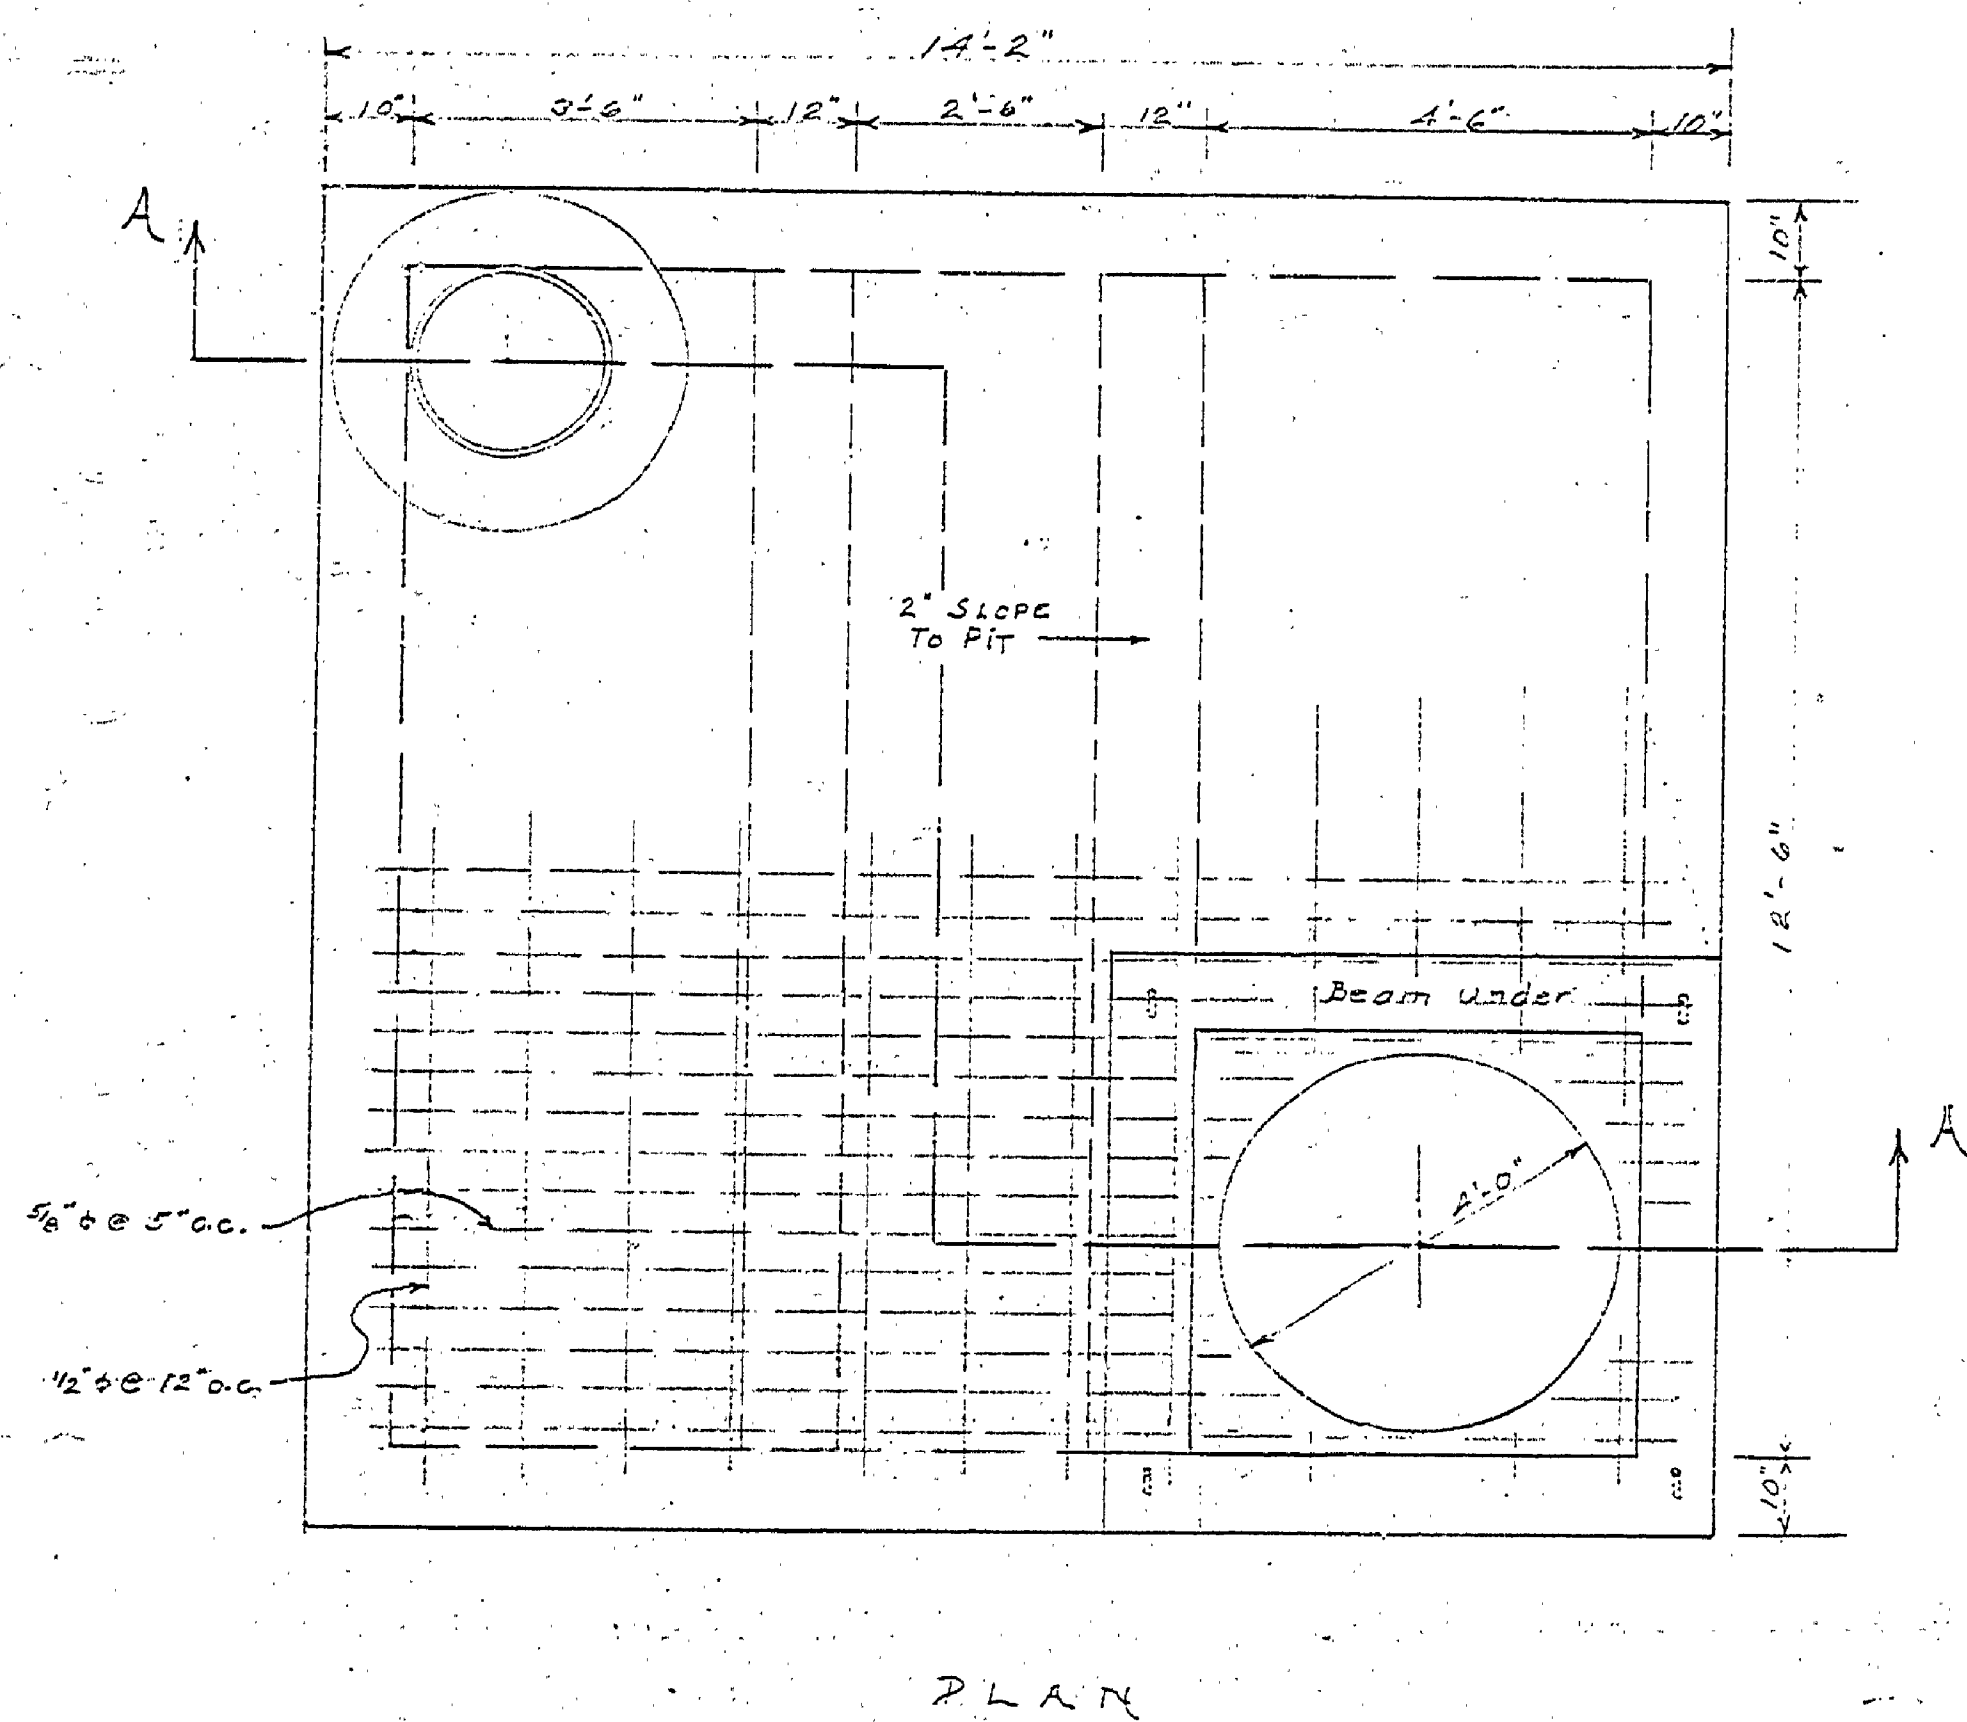 14'-2"
10" 3'-6" 12" 2'-6" 12" 4'-6" 10"
A
10"
2" SLOPE
TO PIT
12'-6"
Beam Under
A
4'-0"
5/8" ϕ @ 5" o.c.
1/2" ϕ @ 12" o.c.
10"
PLAN